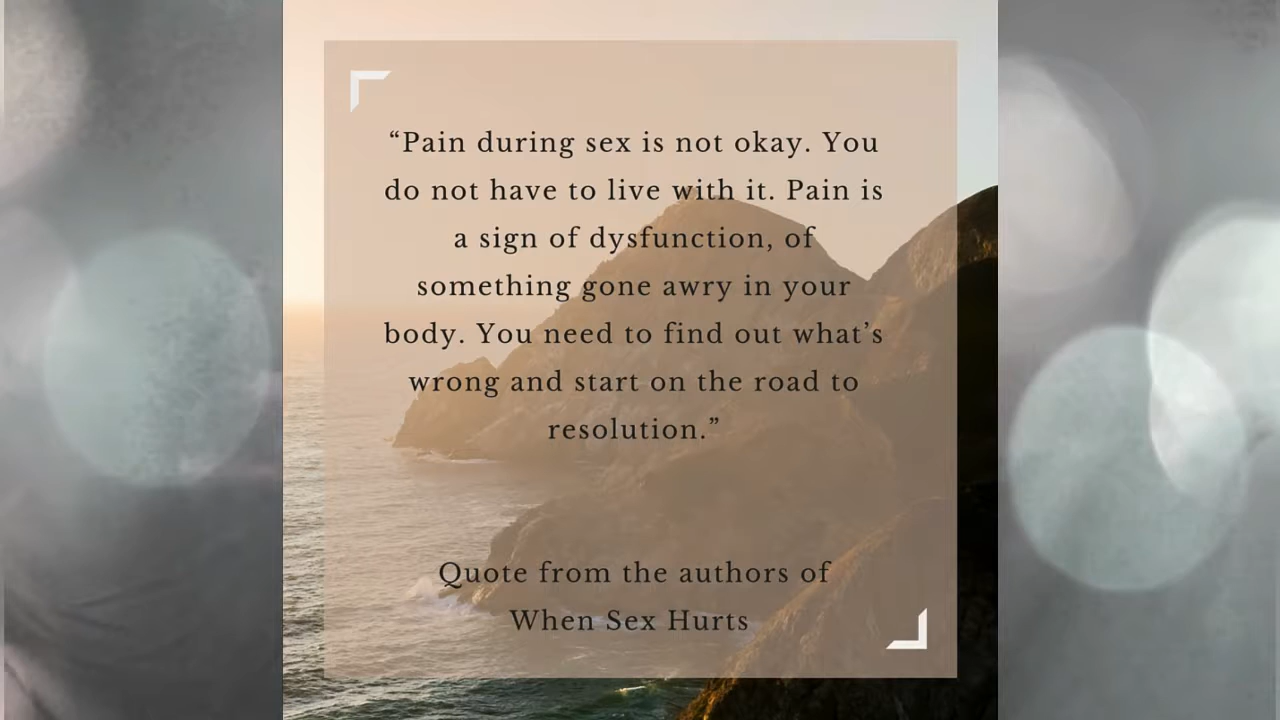 “Pain during sex is not okay. You
do not have to live with it. Pain is
a sign of dysfunction, of
something gone awry in your
body. You need to find out what’s
wrong and start on the road to
resolution.”
Quote from the authors of
When Sex Hurts